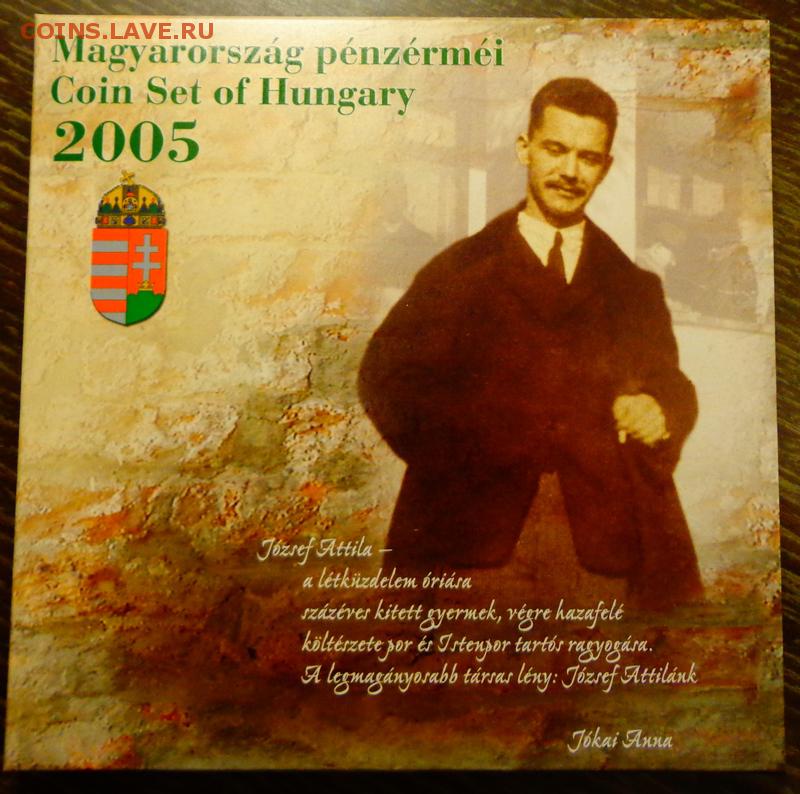 COINS.LAVE.RU
Magyarország pénzérméi
Coin Set of Hungary
2005
József Attila –
a létküzdelem óriása
százéves kitett gyermek, végre hazafelé
költészete por és Istenpor tartós ragyogása.
A legmagányosabb társas lény: József Attilánk
Jókai Anna